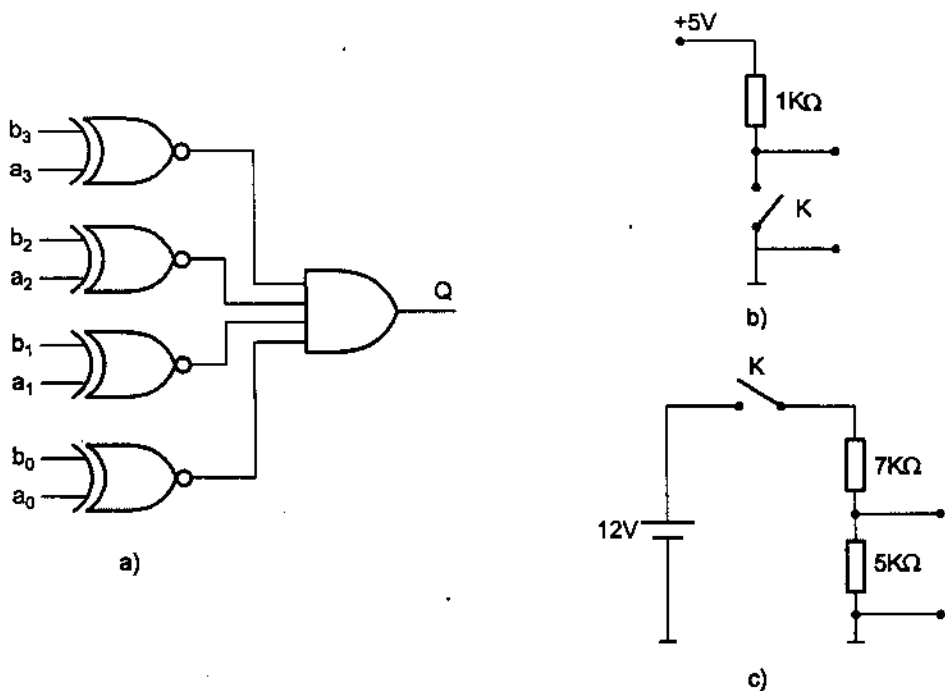 b₃
a₃
b₂
a₂
b₁
a₁
b₀
a₀
Q
a)
+5V
1KΩ
K
b)
K
12V
7KΩ
5KΩ
c)